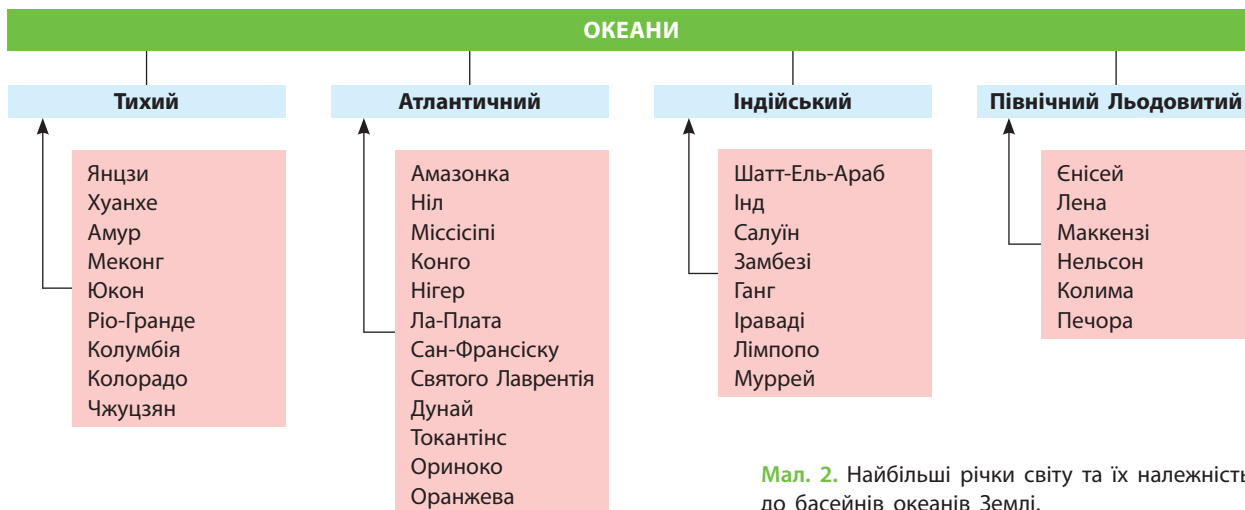 ОКЕАНИ
Тихий
Янцзи
Хуанхе
Амур
Меконг
Юкон
Ріо-Гранде
Колумбія
Колорадо
Чжуцзян
Атлантичний
Амазонка
Ніл
Міссісіпі
Конго
Нігер
Ла-Плата
Сан-Франсіску
Святого Лаврентія
Дунай
Токантінс
Ориноко
Оранжева
Індійський
Шатт-Ель-Араб
Інд
Салуїн
Замбезі
Ганг
Іраваді
Лімпопо
Муррей
Північний Льодовитий
Єнісей
Лена
Маккензі
Нельсон
Колима
Печора
Мал. 2. Найбільші річки світу та їх належність
до басейнів океанів Землі.